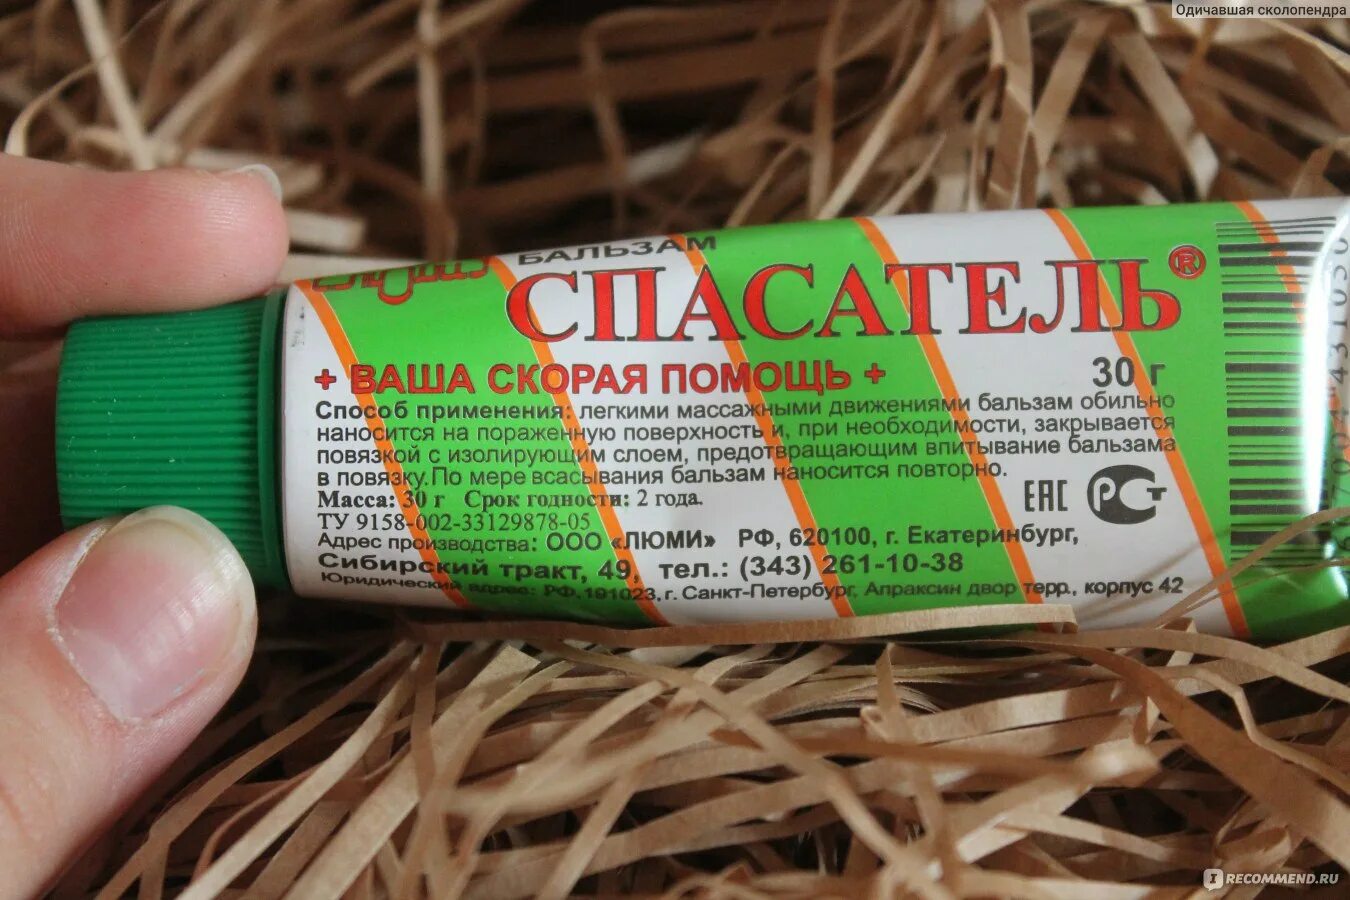 Одичавшая сколопендра
БАЛЬЗАМ
СПАСАТЕЛЬ®
+ ВАША СКОРАЯ ПОМОЩЬ +
30 г
Способ применения: легкими массажными движениями бальзам обильно
наносится на пораженную поверхность и, при необходимости, закрывается
повязкой с изолирующим слоем, предотвращающим впитывание бальзама
в повязку. По мере всасывания бальзам наносится повторно.
Масса: 30 г Срок годности: 2 года.
ТУ 9158-002-33129878-05
EAC РСТ
Адрес производства: ООО «ЛЮМИ» РФ, 620100, г. Екатеринбург,
Сибирский тракт, 49, тел.: (343) 261-10-38
Юридический адрес: РФ, 191023, г. Санкт-Петербург, Апраксин двор терр., корпус 42
IRECOMMEND.RU